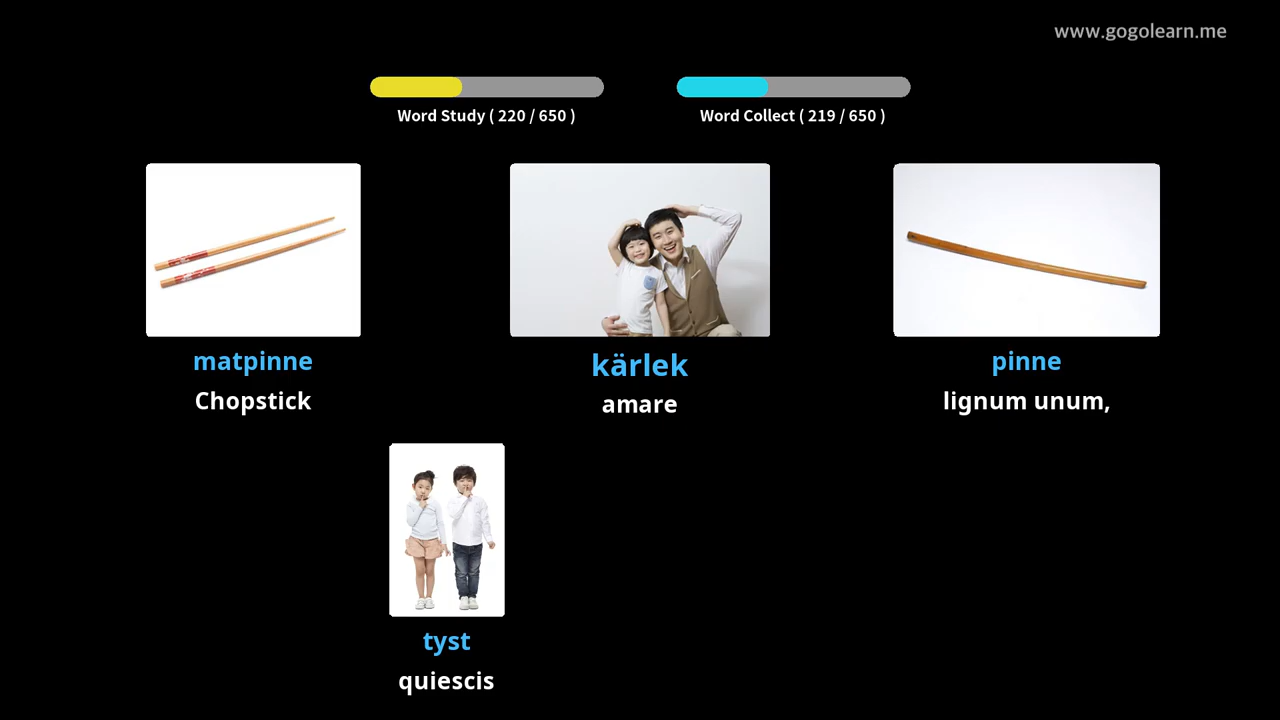 www.gogolearn.me
Word Study ( 220 / 650 )
Word Collect ( 219 / 650 )
matpinne
Chopstick
kärlek
amare
pinne
lignum unum,
tyst
quiescis